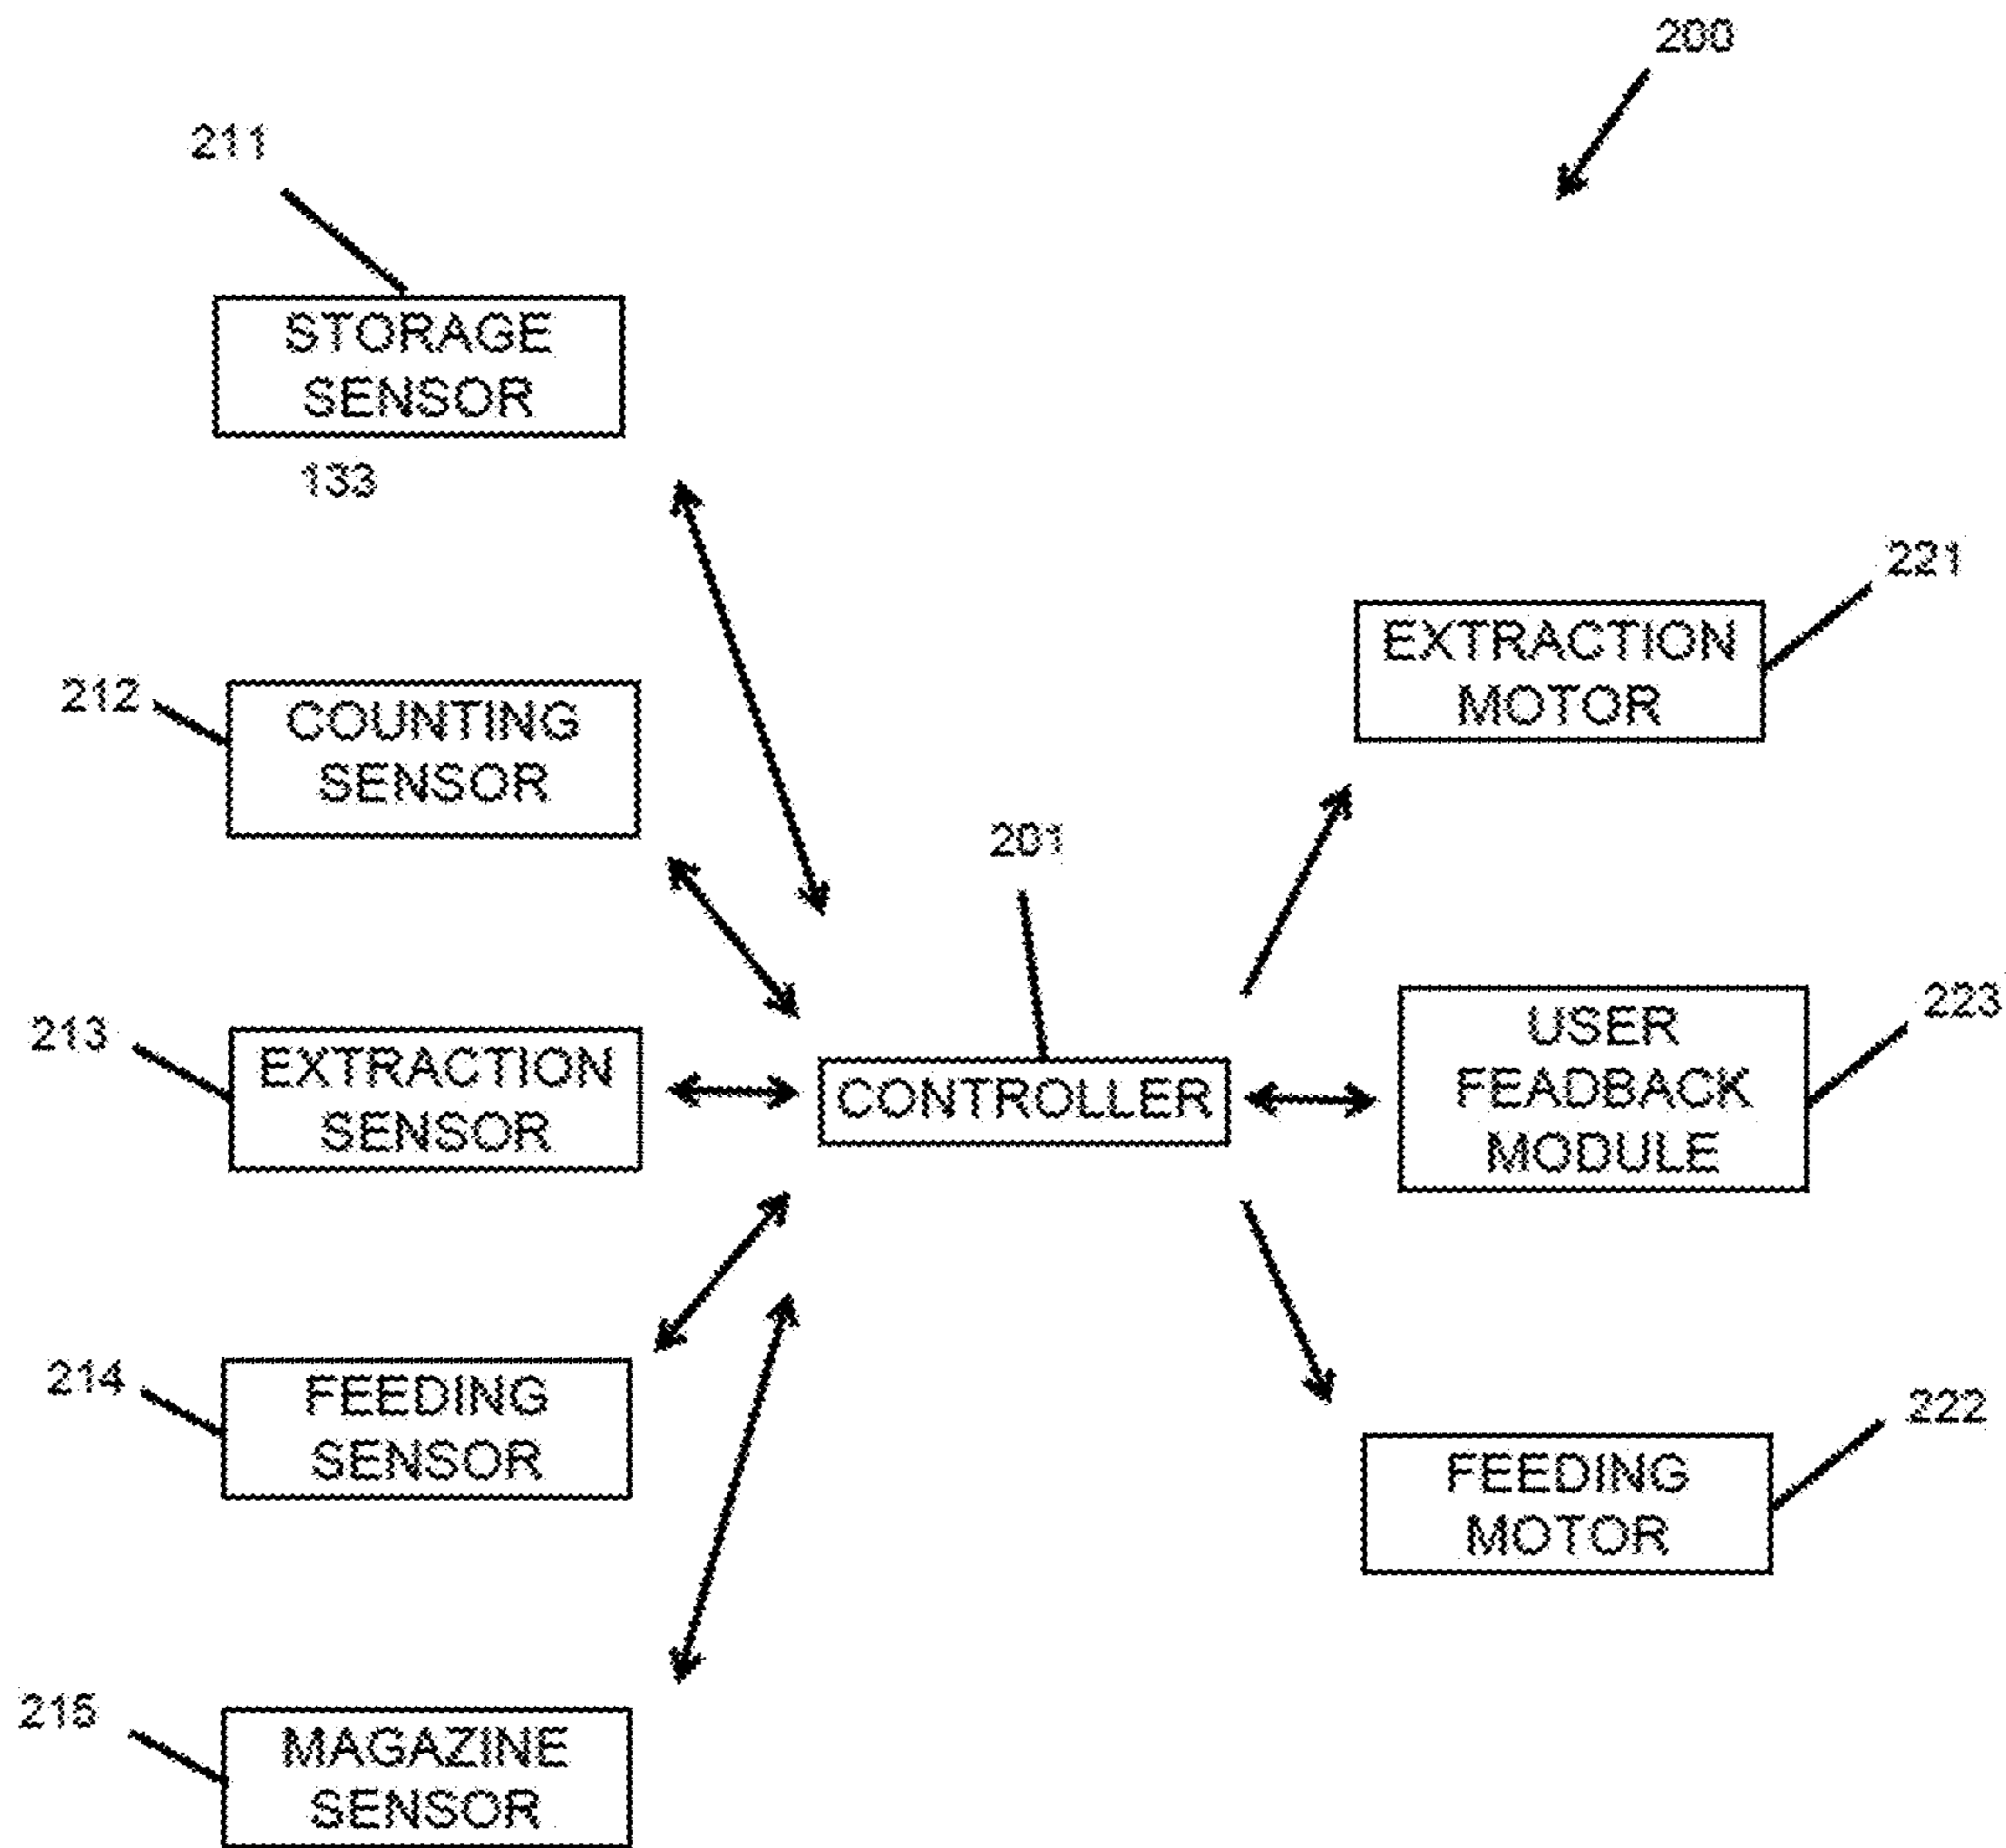 200
211
STORAGE
SENSOR
133
221
EXTRACTION
MOTOR
212
COUNTING
SENSOR
201
213
EXTRACTION
SENSOR
CONTROLLER
223
USER
FEADBACK
MODULE
214
FEEDING
SENSOR
222
FEEDING
MOTOR
215
MAGAZINE
SENSOR